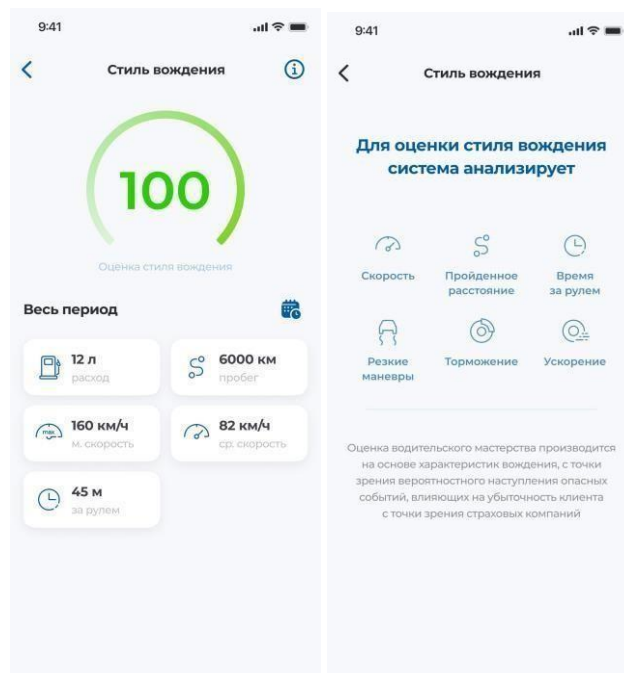 9:41
Стиль вождения
100
Оценка стиля вождения
Весь период
12 л
расход
6000 км
пробег
max
160 км/ч
м. скорость
82 км/ч
ср. скорость
45 м
за рулем
9:41
Стиль вождения
Для оценки стиля вождения
система анализирует
Скорость
Пройденное
расстояние
Время
за рулем
Резкие
маневры
Торможение
Ускорение
Оценка водительского мастерства производится
на основе характеристик вождения, с точки
зрения вероятностного наступления опасных
событий, влияющих на убыточность клиента
с точки зрения страховых компаний